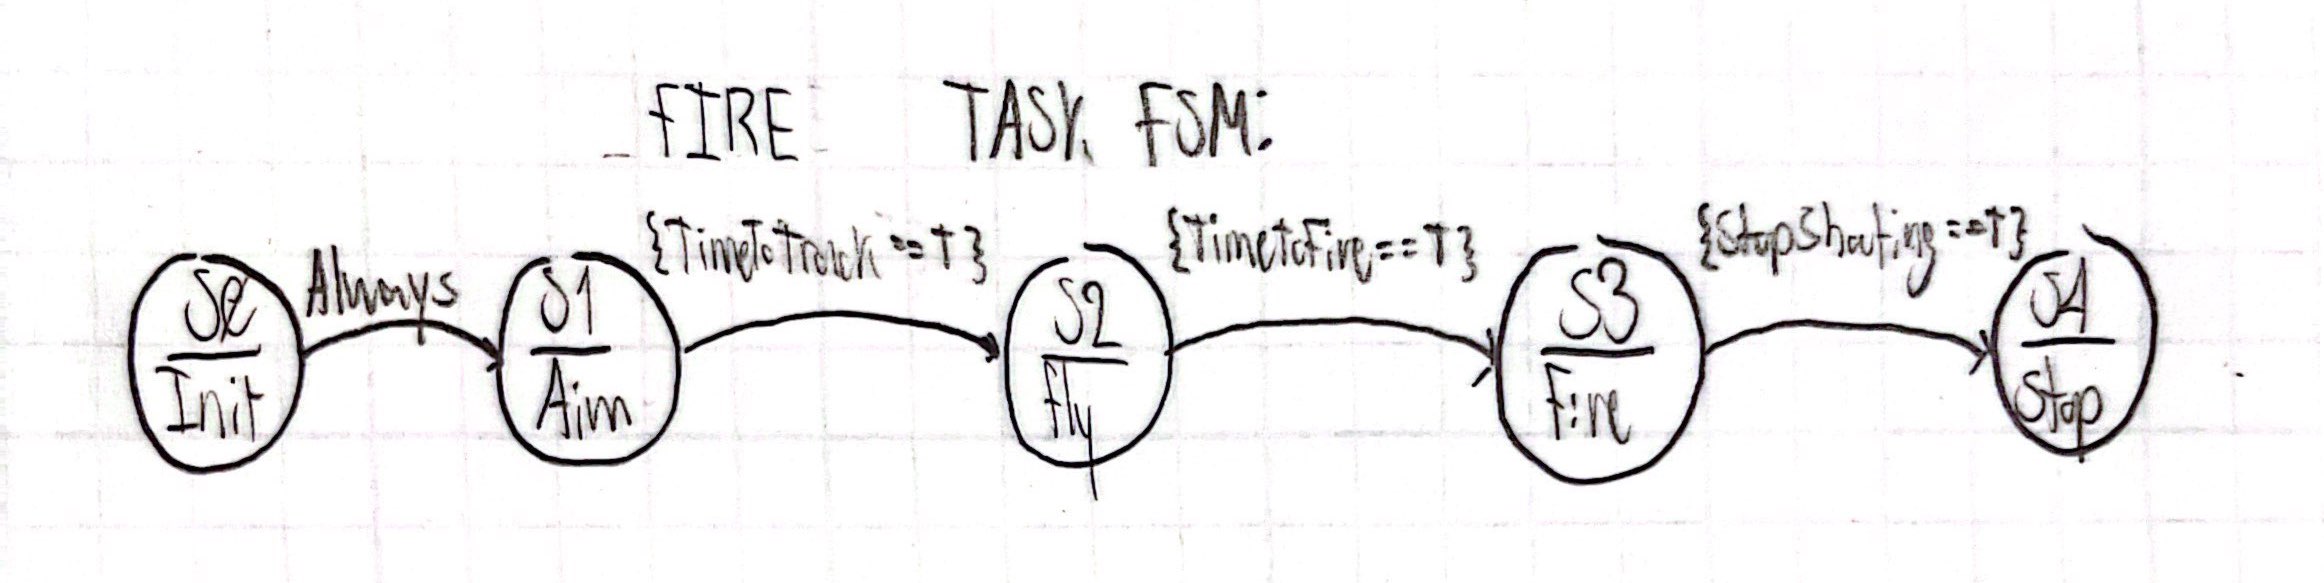 FIRE TASK FSM:
Always {TimeToTrack==T} {TimetoFire==T} {StopShooting==T}
S0 S1 S2 S3 S4
Init Aim Fly Fire Stop